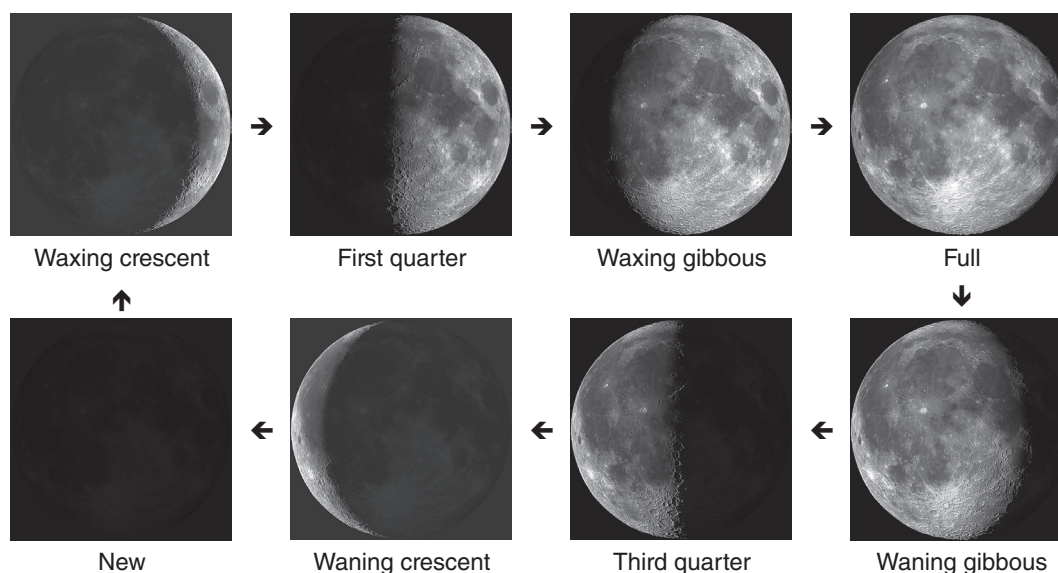 Waxing crescent
First quarter
Waxing gibbous
Full
New
Waning crescent
Third quarter
Waning gibbous